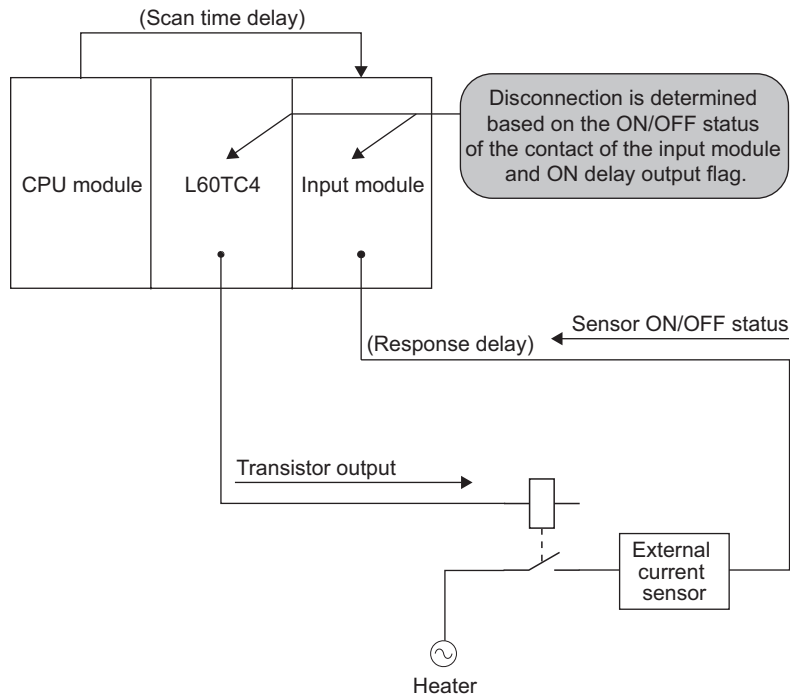 (Scan time delay)
Disconnection is determined
based on the ON/OFF status
of the contact of the input module
and ON delay output flag.
CPU module
L60TC4
Input module
Sensor ON/OFF status
(Response delay)
Transistor output
External
current
sensor
Heater